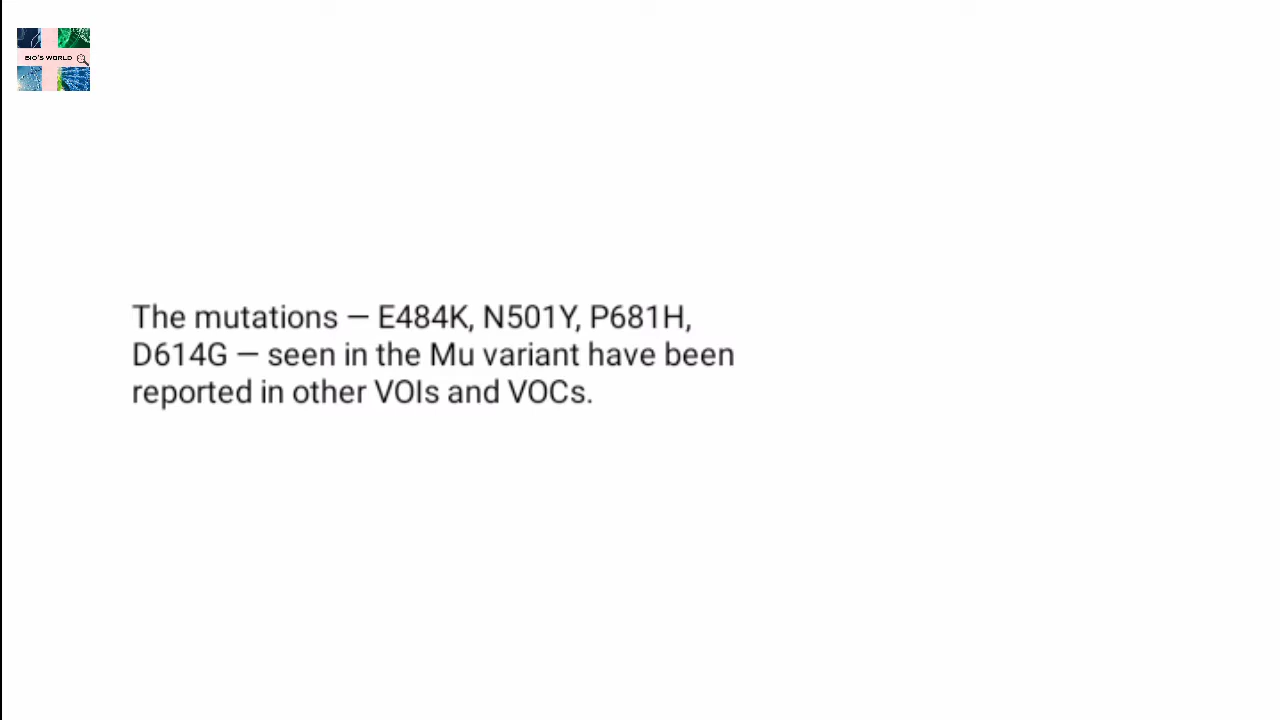 BIO'S WORLD
The mutations — E484K, N501Y, P681H,
D614G — seen in the Mu variant have been
reported in other VOIs and VOCs.